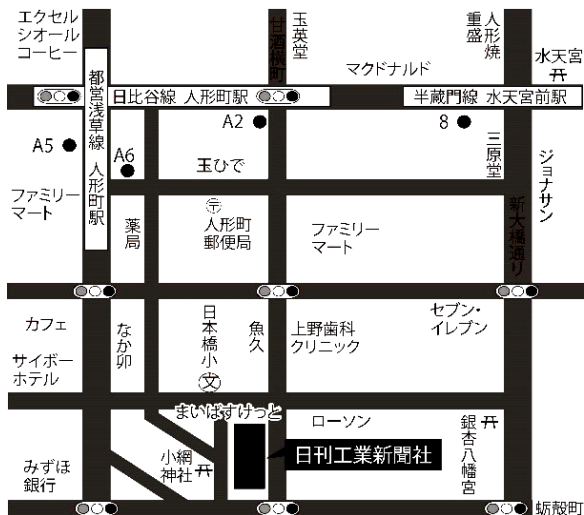 エクセル
シオール
コーヒー
甘酒横町
玉英堂
マクドナルド
人形焼
重盛
水天宮
都営浅草線 人形町駅
日比谷線 人形町駅
半蔵門線 水天宮前駅
A5
A6
A2
8
玉ひで
三原堂
ジョナサン
ファミリー
マート
薬局
〒
人形町
郵便局
ファミリー
マート
新大橋通り
カフェ
サイボー
ホテル
なか卯
日本橋小
文
魚久
上野歯科
クリニック
セブン・
イレブン
まいばすけっと
ローソン
銀杏八幡宮
みずほ
銀行
小網
神社
日刊工業新聞社
蛎殻町